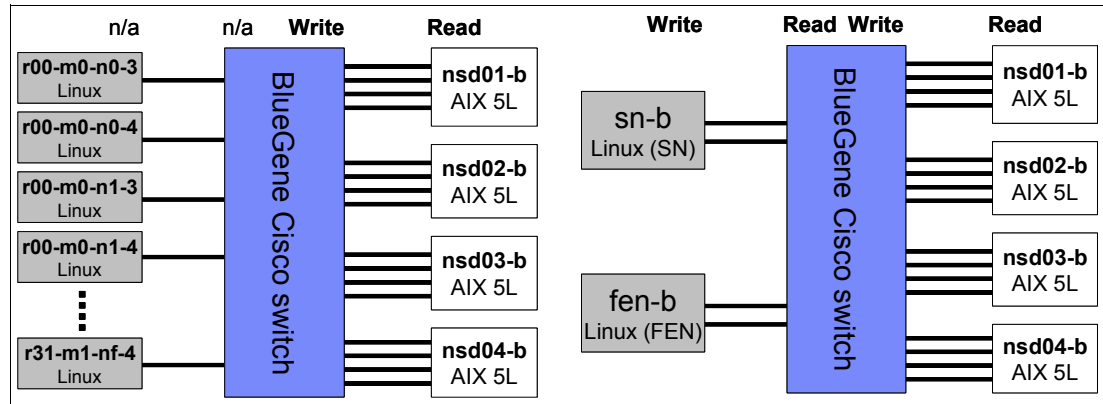 n/a
n/a
Write
Read
r00-m0-n0-3
Linux
r00-m0-n0-4
Linux
r00-m0-n1-3
Linux
r00-m0-n1-4
Linux
r31-m1-nf-4
Linux
BlueGene Cisco switch
nsd01-b
AIX 5L
nsd02-b
AIX 5L
nsd03-b
AIX 5L
nsd04-b
AIX 5L
Write
Read
Write
Read
sn-b
Linux (SN)
fen-b
Linux (FEN)
BlueGene Cisco switch
nsd01-b
AIX 5L
nsd02-b
AIX 5L
nsd03-b
AIX 5L
nsd04-b
AIX 5L